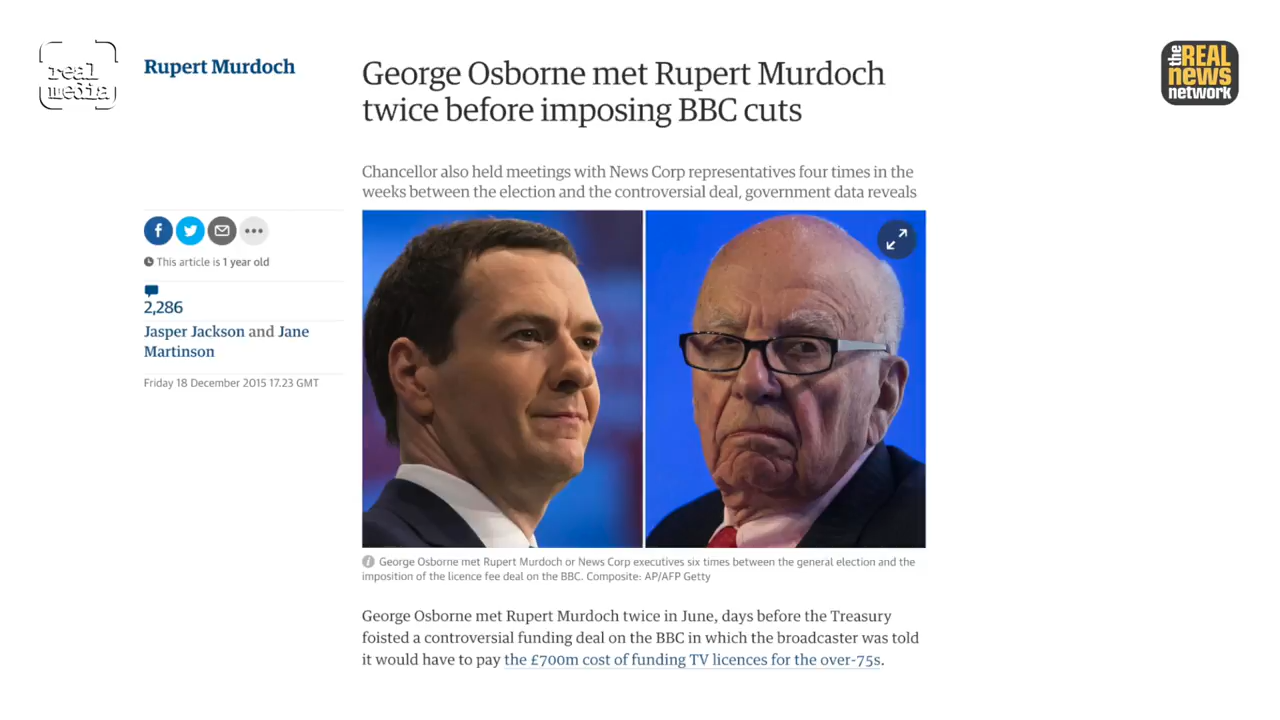 real
media
Rupert Murdoch
George Osborne met Rupert Murdoch
twice before imposing BBC cuts
the REAL
news
network
Chancellor also held meetings with News Corp representatives four times in the
weeks between the election and the controversial deal, government data reveals
f
This article is 1 year old
2,286
Jasper Jackson and Jane
Martinson
Friday 18 December 2015 17.23 GMT
i George Osborne met Rupert Murdoch or News Corp executives six times between the general election and the
imposition of the licence fee deal on the BBC. Composite: AP/AFP Getty
George Osborne met Rupert Murdoch twice in June, days before the Treasury
foisted a controversial funding deal on the BBC in which the broadcaster was told
it would have to pay the £700m cost of funding TV licences for the over-75s.